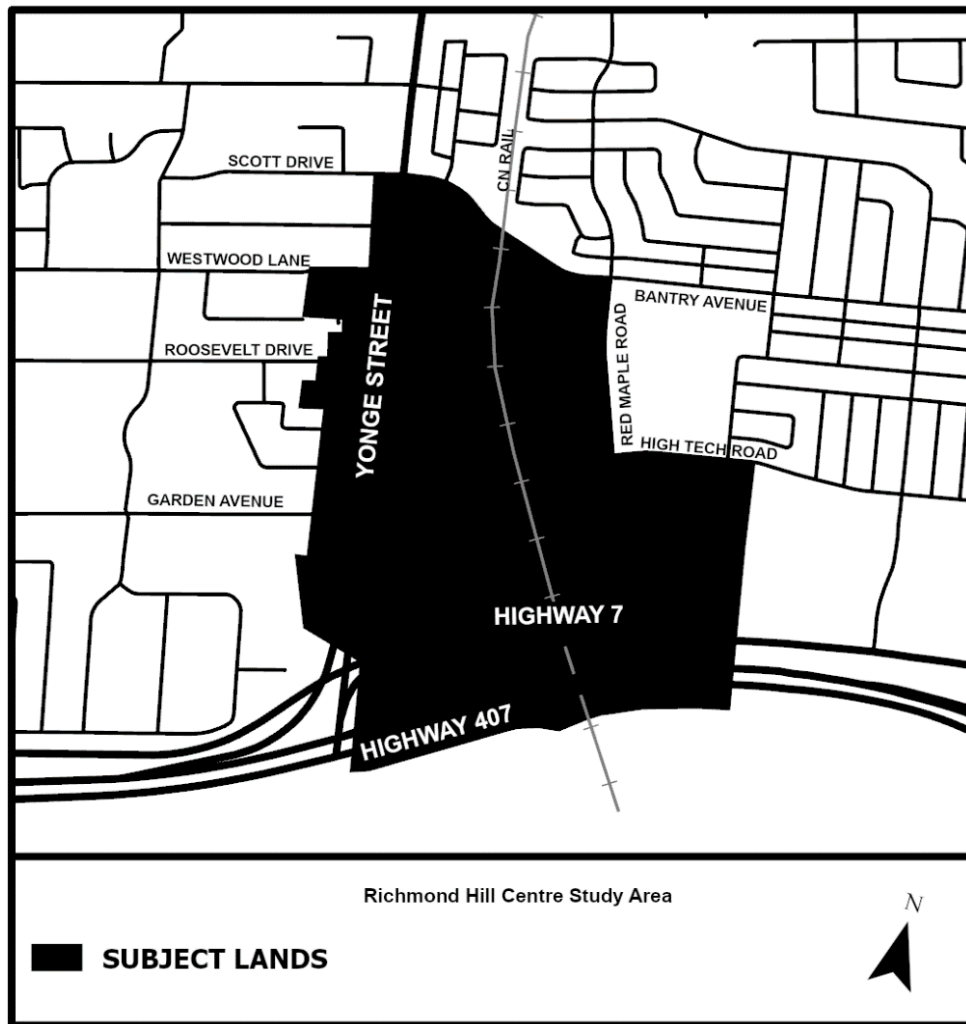 CN RAIL
SCOTT DRIVE
WESTWOOD LANE
BANTRY AVENUE
YONGE STREET
RED MAPLE ROAD
ROOSEVELT DRIVE
HIGH TECH ROAD
GARDEN AVENUE
HIGHWAY 7
HIGHWAY 407
Richmond Hill Centre Study Area
N
SUBJECT LANDS